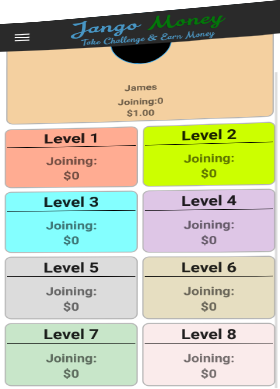 Jango Money
Take Challenge & Earn Money
James
Joining:0
$1.00
Level 1
Joining:
$0
Level 2
Joining:
$0
Level 3
Joining:
$0
Level 4
Joining:
$0
Level 5
Joining:
$0
Level 6
Joining:
$0
Level 7
Joining:
$0
Level 8
Joining:
$0